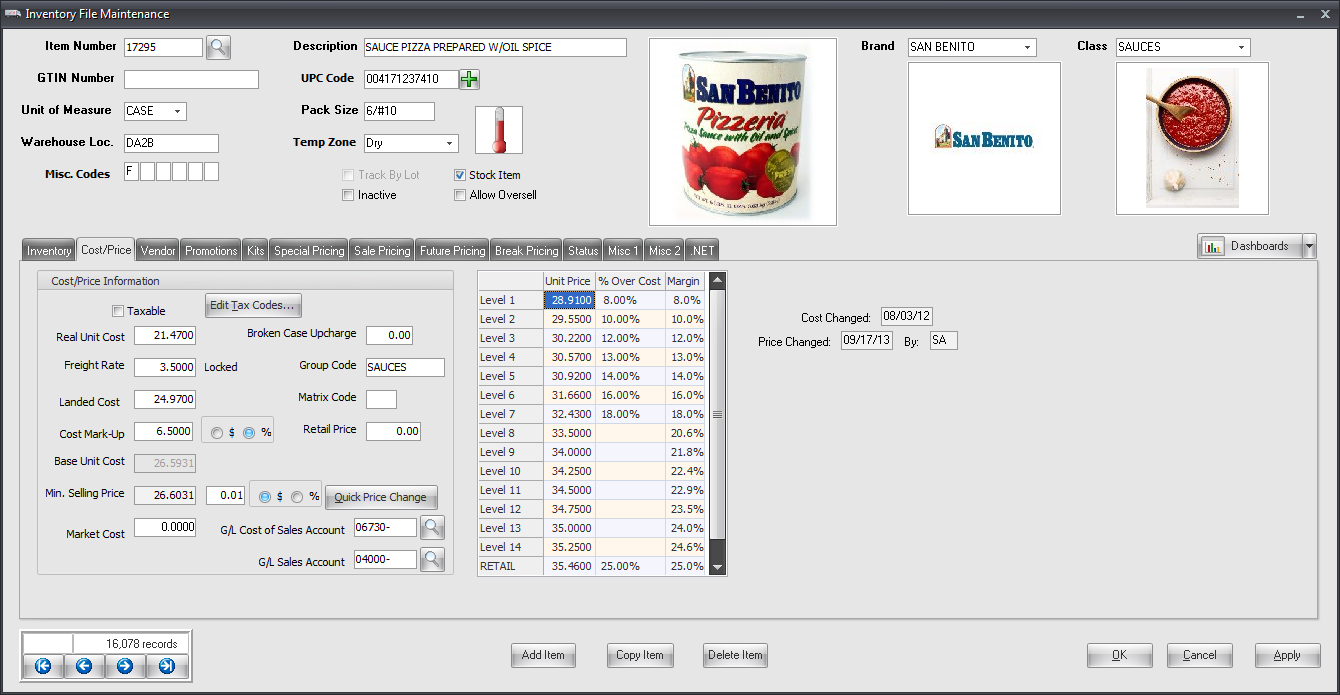 Inventory File Maintenance
Item Number 17295 Description SAUCE PIZZA PREPARED W/OIL SPICE Brand SAN BENITO Class SAUCES
GTIN Number UPC Code 004171237410
Unit of Measure CASE Pack Size 6/#10
Warehouse Loc. DA2B Temp Zone Dry
Misc. Codes F Track By Lot Stock Item
Inactive Allow Oversell
SAN BENITO
Pizzeria
Pizza Sauce with Oil and Spice
SAN BENITO
Inventory Cost/Price Vendor Promotions Kits Special Pricing Sale Pricing Future Pricing Break Pricing Status Misc 1 Misc 2 .NET Dashboards
Cost/Price Information
Taxable Edit Tax Codes...
Real Unit Cost 21.4700 Broken Case Upcharge 0.00
Freight Rate 3.5000 Locked Group Code SAUCES
Landed Cost 24.9700 Matrix Code
Cost Mark-Up 6.5000 $ % Retail Price 0.00
Base Unit Cost 26.5931
Min. Selling Price 26.6031 0.01 $ % Quick Price Change
Market Cost 0.0000 G/L Cost of Sales Account 06730-
G/L Sales Account 04000-
Unit Price % Over Cost Margin
Level 1 28.9100 8.00% 8.0%
Level 2 29.5500 10.00% 10.0%
Level 3 30.2200 12.00% 12.0%
Level 4 30.5700 13.00% 13.0%
Level 5 30.9200 14.00% 14.0%
Level 6 31.6600 16.00% 16.0%
Level 7 32.4300 18.00% 18.0%
Level 8 33.5000 20.6%
Level 9 34.0000 21.8%
Level 10 34.2500 22.4%
Level 11 34.5000 22.9%
Level 12 34.7500 23.5%
Level 13 35.0000 24.0%
Level 14 35.2500 24.6%
RETAIL 35.4600 25.00% 25.0%
Cost Changed: 08/03/12
Price Changed: 09/17/13 By: SA
16,078 records
Add Item Copy Item Delete Item OK Cancel Apply